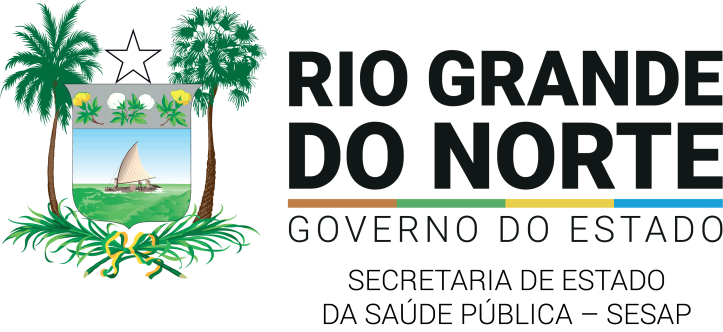 RIO GRANDE
DO NORTE
GOVERNO DO ESTADO
SECRETARIA DE ESTADO
DA SAÚDE PÚBLICA – SESAP